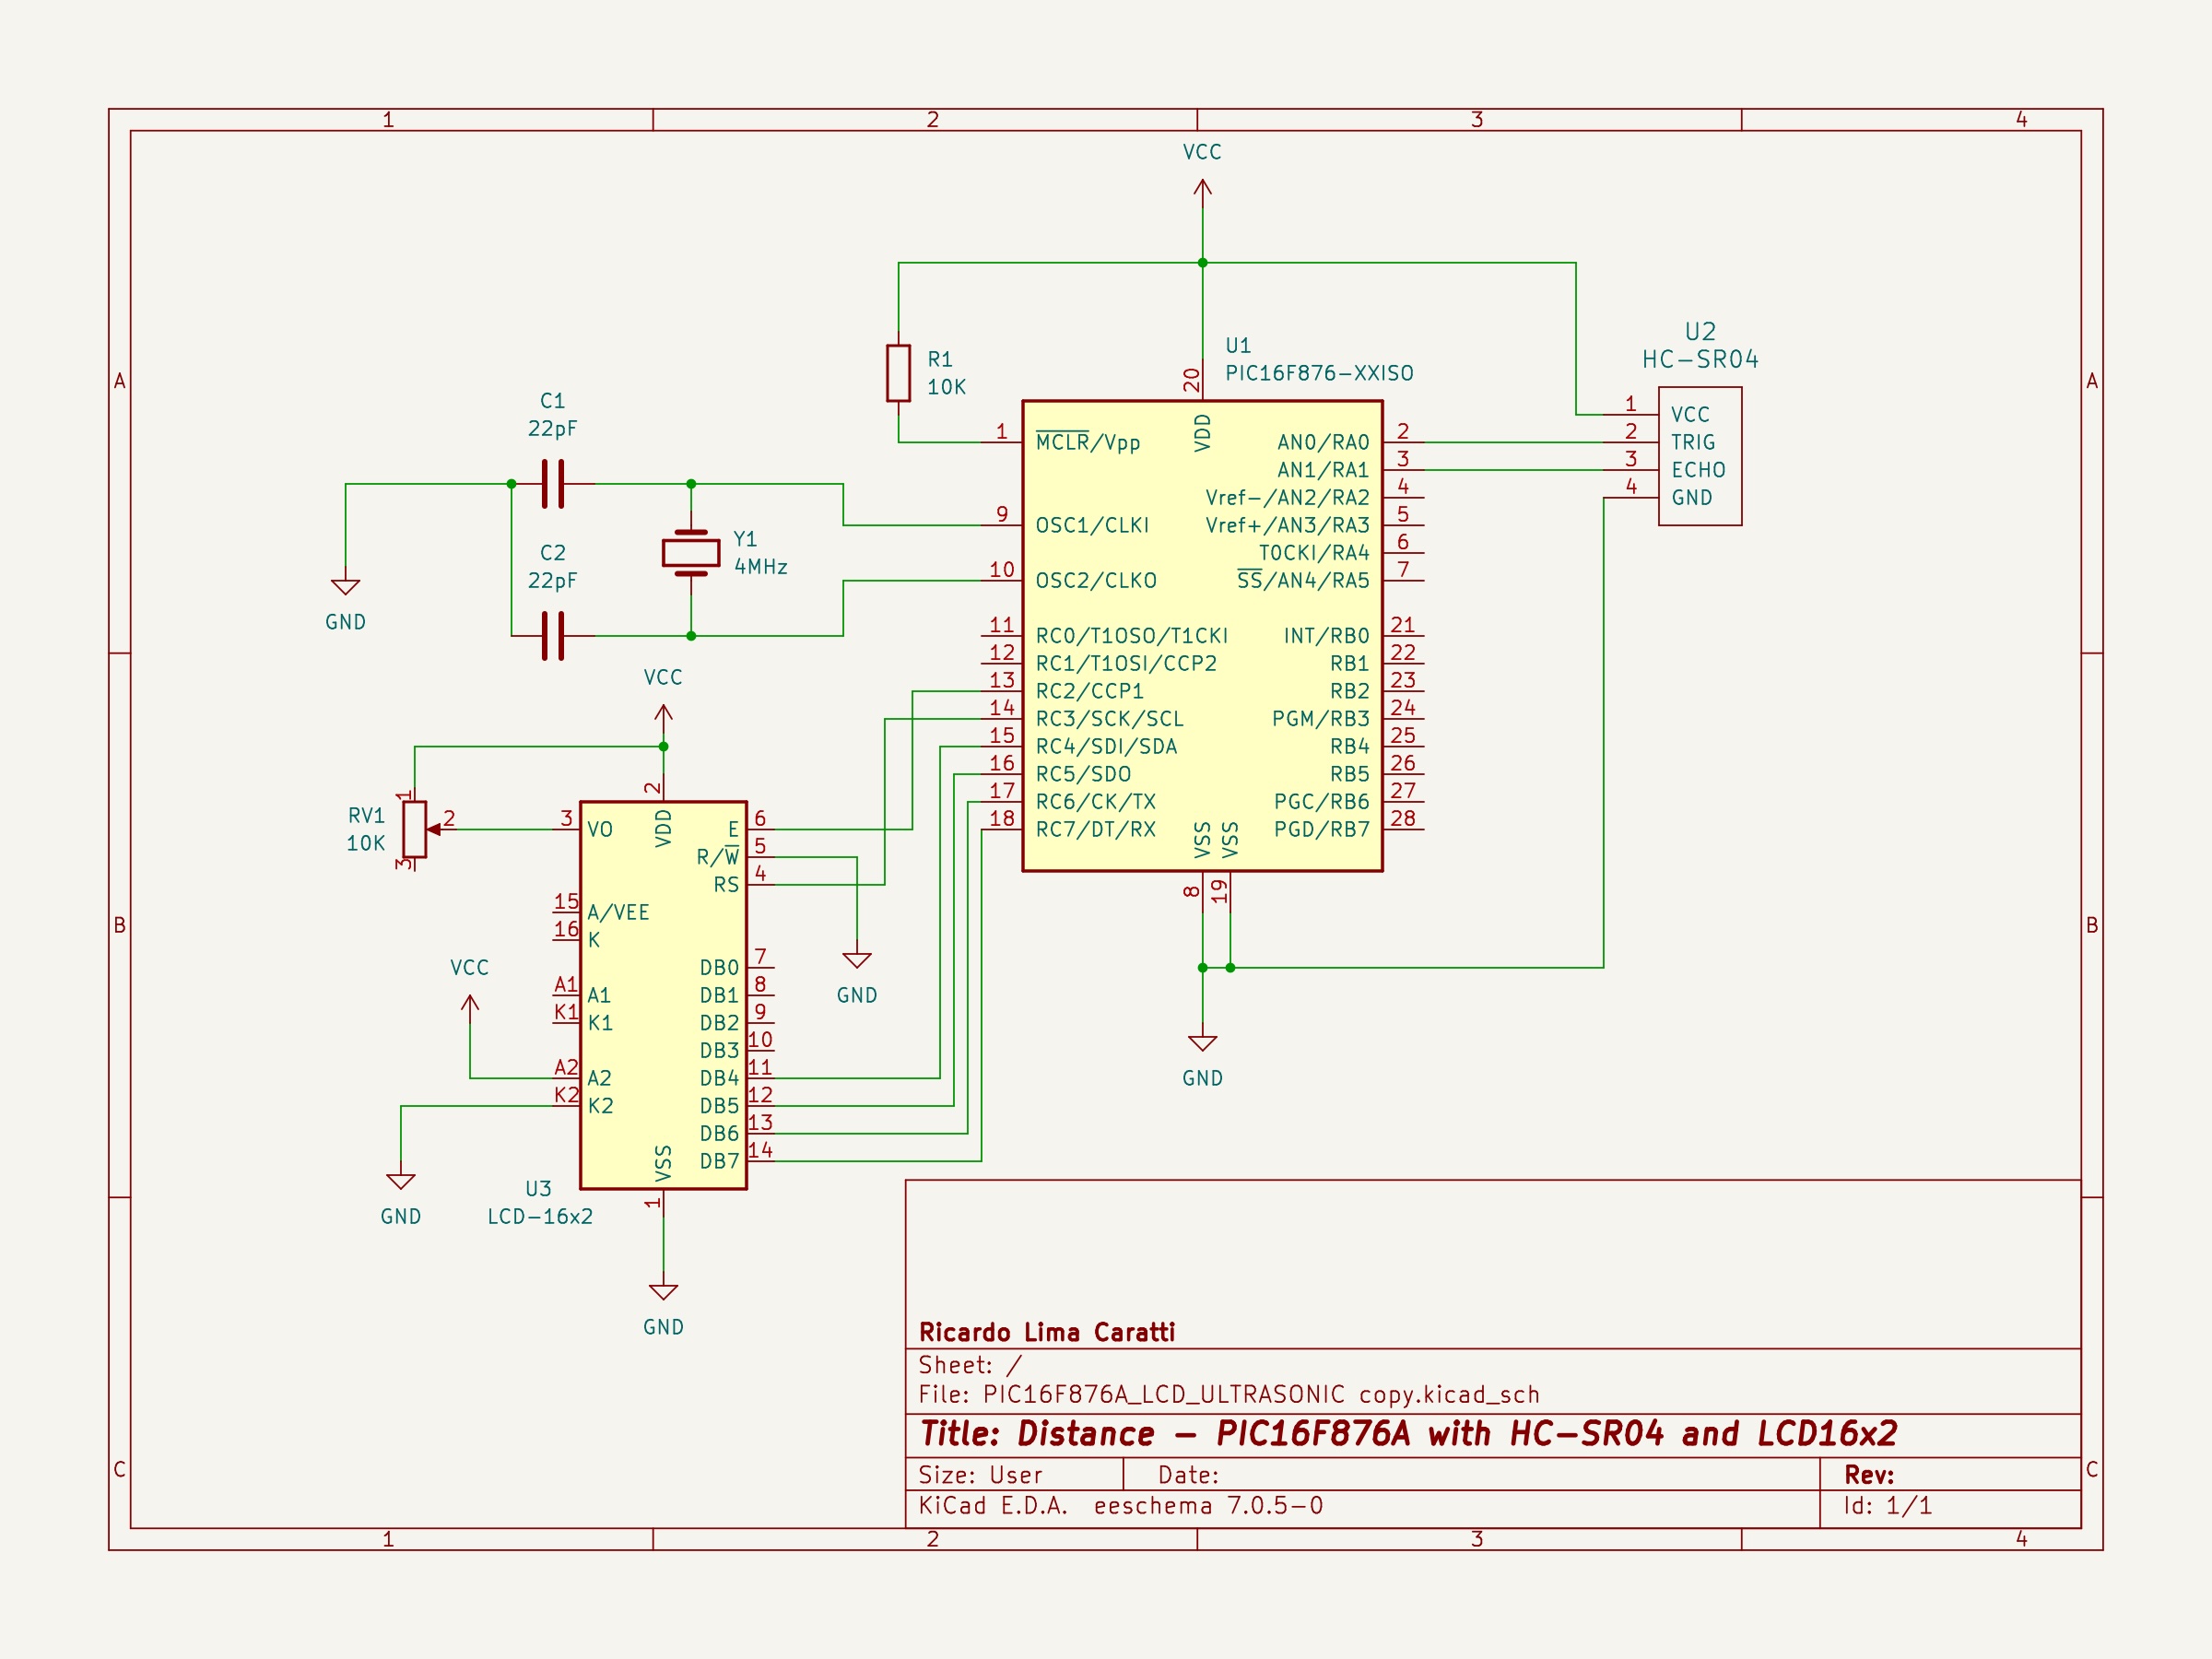 1 2 3 4
VCC
U2
HC-SR04
U1
PIC16F876-XXISO
20
R1
10K
A A
C1
22pF
1 VCC
2 TRIG
3 ECHO
4 GND
1 MCLR/Vpp
VDD
AN0/RA0 2
AN1/RA1 3
Vref-/AN2/RA2 4
9 OSC1/CLKI
Vref+/AN3/RA3 5
Y1
4MHz
C2
22pF
T0CKI/RA4 6
10 OSC2/CLKO
SS/AN4/RA5 7
GND
11 RC0/T1OSO/T1CKI
INT/RB0 21
12 RC1/T1OSI/CCP2
RB1 22
VCC
13 RC2/CCP1
RB2 23
14 RC3/SCK/SCL
PGM/RB3 24
15 RC4/SDI/SDA
RB4 25
16 RC5/SDO
RB5 26
17 RC6/CK/TX
PGC/RB6 27
18 RC7/DT/RX
PGD/RB7 28
VSS VSS
8 19
GND
RV1
10K
1
2
3
2
VDD
3 VO
E 6
R/W 5
RS 4
15 A/VEE
16 K
B B
VCC
DB0 7
A1 A1
DB1 8
GND
K1 K1
DB2 9
DB3 10
A2 A2
DB4 11
K2 K2
DB5 12
DB6 13
DB7 14
VSS
1
GND
U3
LCD-16x2
GND
Ricardo Lima Caratti
Sheet: /
File: PIC16F876A_LCD_ULTRASONIC copy.kicad_sch
Title: Distance - PIC16F876A with HC-SR04 and LCD16x2
C C
Size: User Date: Rev:
KiCad E.D.A. eeschema 7.0.5-0 Id: 1/1
1 2 3 4